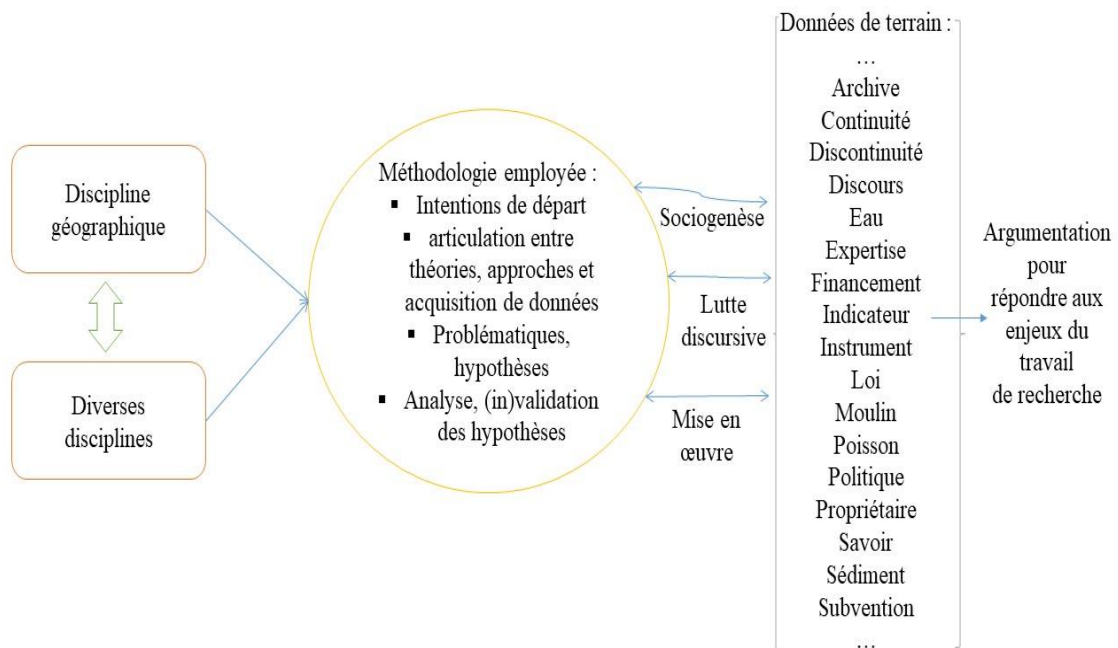 Discipline
géographique
Diverses
disciplines
Méthodologie employée :
▪ Intentions de départ
▪ articulation entre
théories, approches et
acquisition de données
▪ Problématiques,
hypothèses
▪ Analyse, (in)validation
des hypothèses
Sociogenèse
Lutte
discursive
Mise en
œuvre
Données de terrain :
…
Archive
Continuité
Discontinuité
Discours
Eau
Expertise
Financement
Indicateur
Instrument
Loi
Moulin
Poisson
Politique
Propriétaire
Savoir
Sédiment
Subvention
…
Argumentation
pour
répondre aux
enjeux du
travail
de recherche